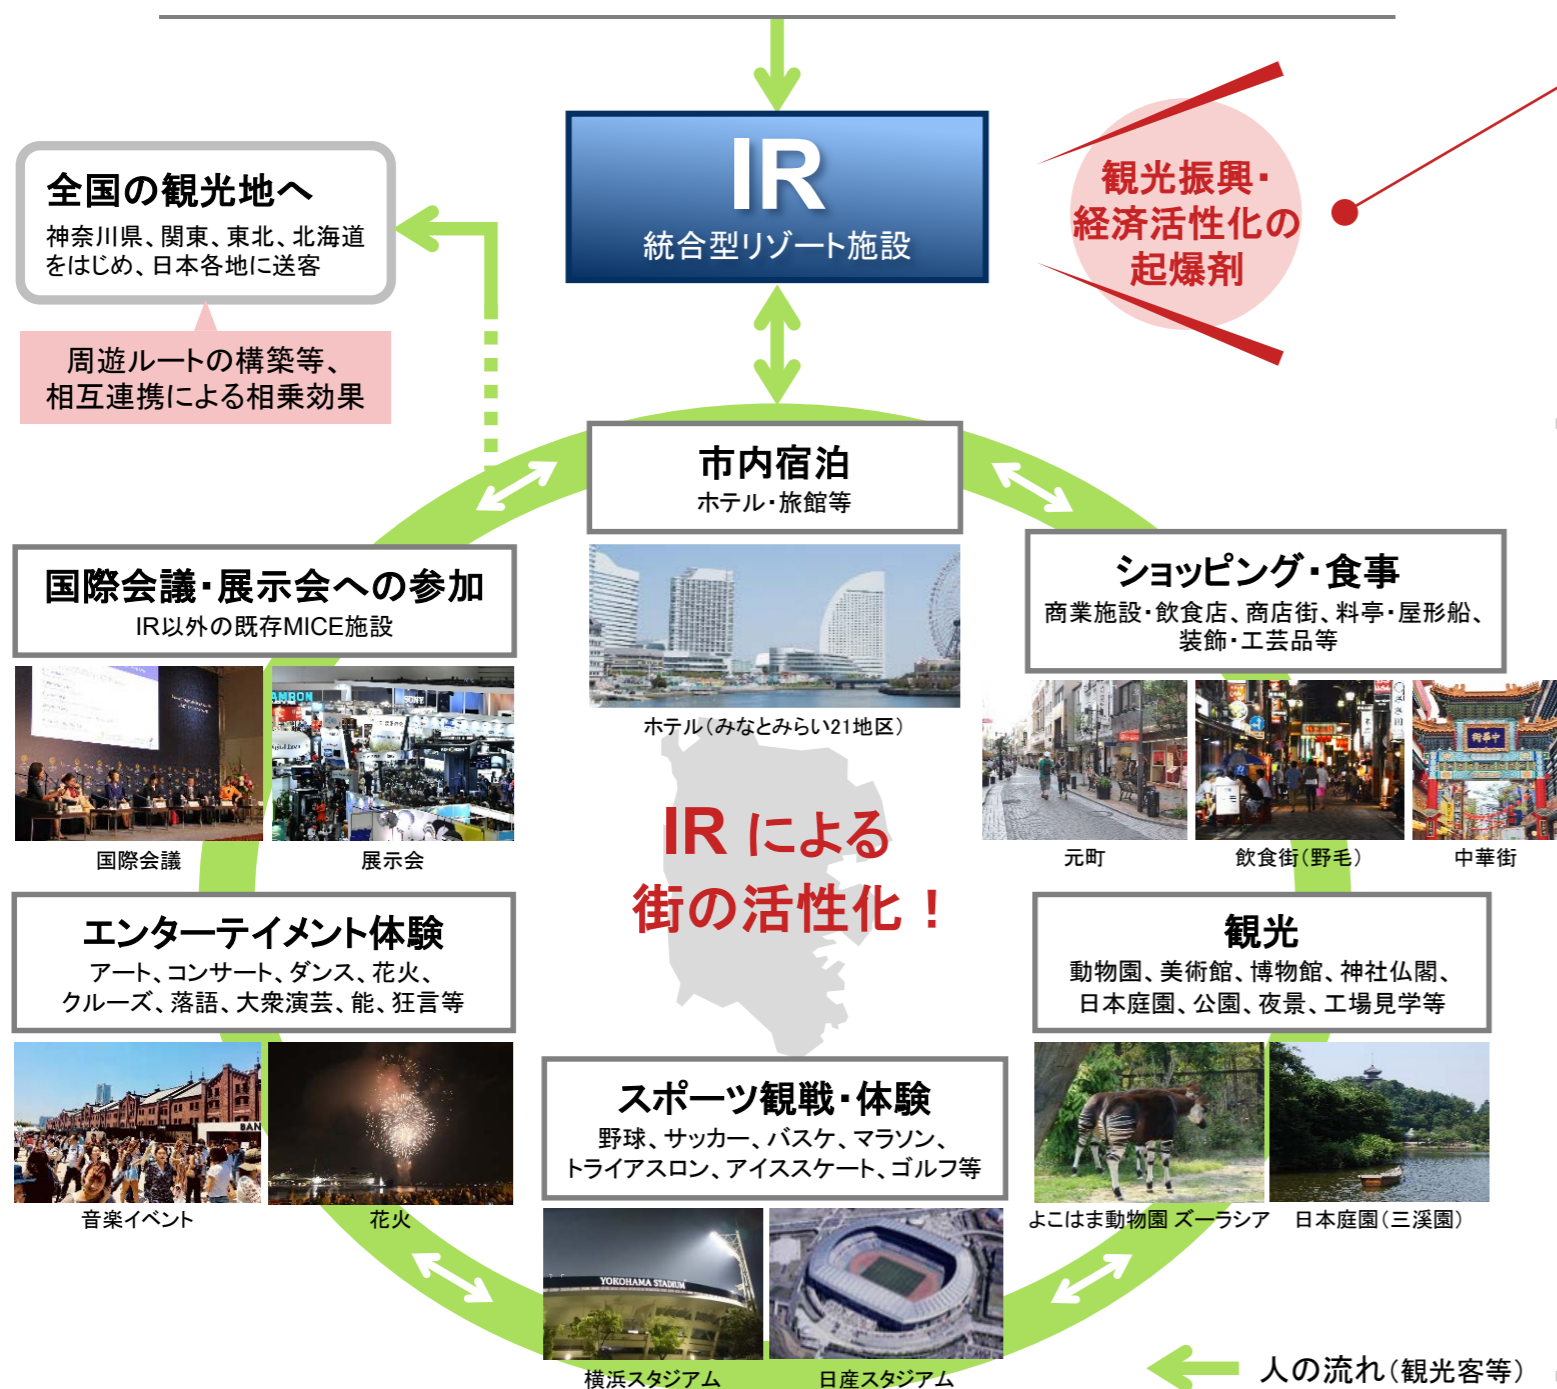 IR
統合型リゾート施設
観光振興・
経済活性化の
起爆剤
全国の観光地へ
神奈川県、関東、東北、北海道
をはじめ、日本各地に送客
周遊ルートの構築等、
相互連携による相乗効果
市内宿泊
ホテル・旅館等
ホテル（みなとみらい21地区）
国際会議・展示会への参加
IR以外の既存MICE施設
SONY
国際会議
展示会
ショッピング・食事
商業施設・飲食店、商店街、料亭・屋形船、
装飾・工芸品等
街華中
元町
飲食街（野毛）
中華街
IR による
街の活性化！
エンターテイメント体験
アート、コンサート、ダンス、花火、
クルーズ、落語、大衆演芸、能、狂言等
BAN
音楽イベント
花火
観光
動物園、美術館、博物館、神社仏閣、
日本庭園、公園、夜景、工場見学等
よこはま動物園 ズーラシア
日本庭園（三溪園）
スポーツ観戦・体験
野球、サッカー、バスケ、マラソン、
トライアスロン、アイススケート、ゴルフ等
YOKOHAMA STADIUM
横浜スタジアム
日産スタジアム
人の流れ（観光客等）